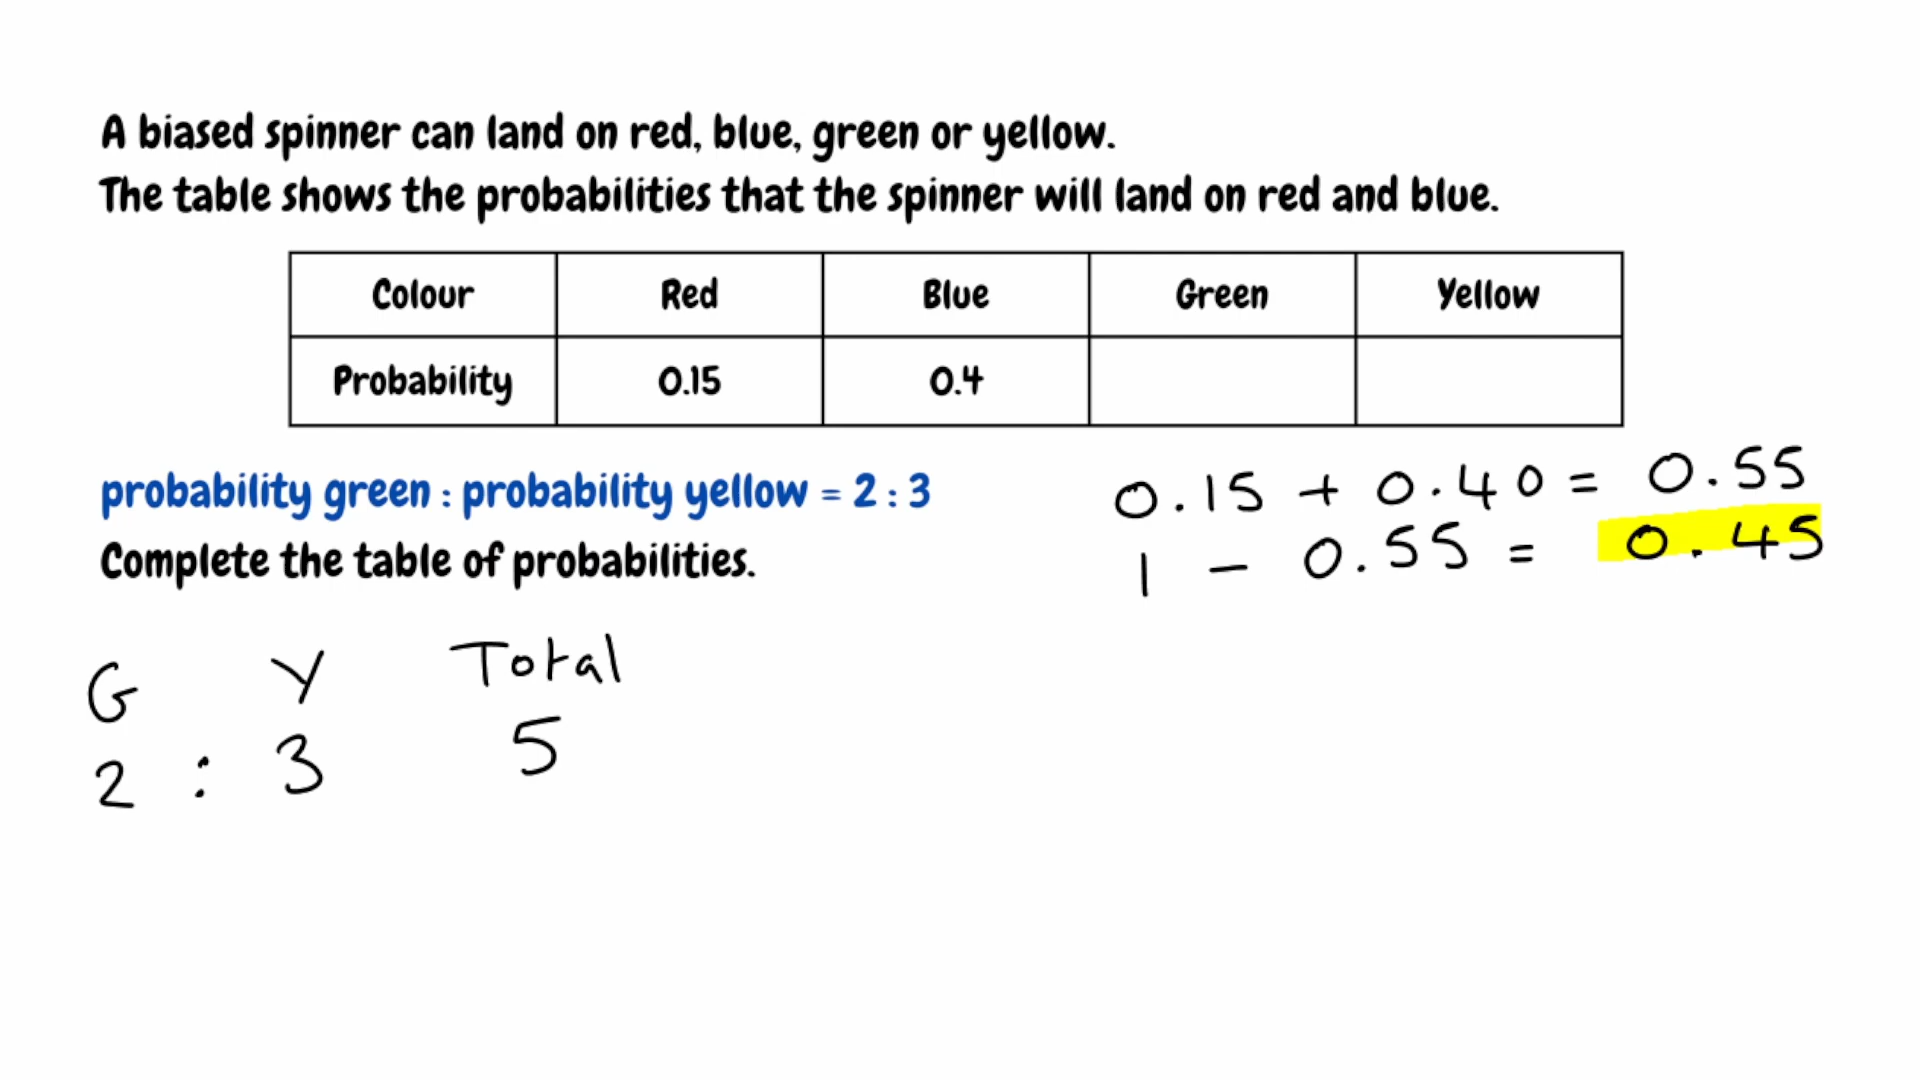 A biased spinner can land on red, blue, green or yellow.
The table shows the probabilities that the spinner will land on red and blue.
Colour Red Blue Green Yellow
Probability 0.15 0.4
probability green : probability yellow = 2 : 3
Complete the table of probabilities.
0.15 + 0.40 = 0.55
1 - 0.55 = 0.45
G Y Total
2 : 3 5